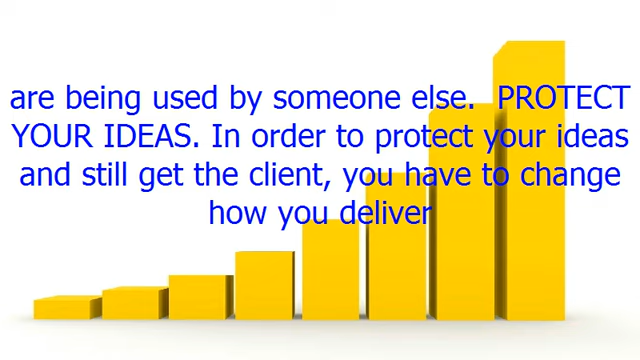 are being used by someone else.  PROTECT
YOUR IDEAS. In order to protect your ideas
and still get the client, you have to change
how you deliver